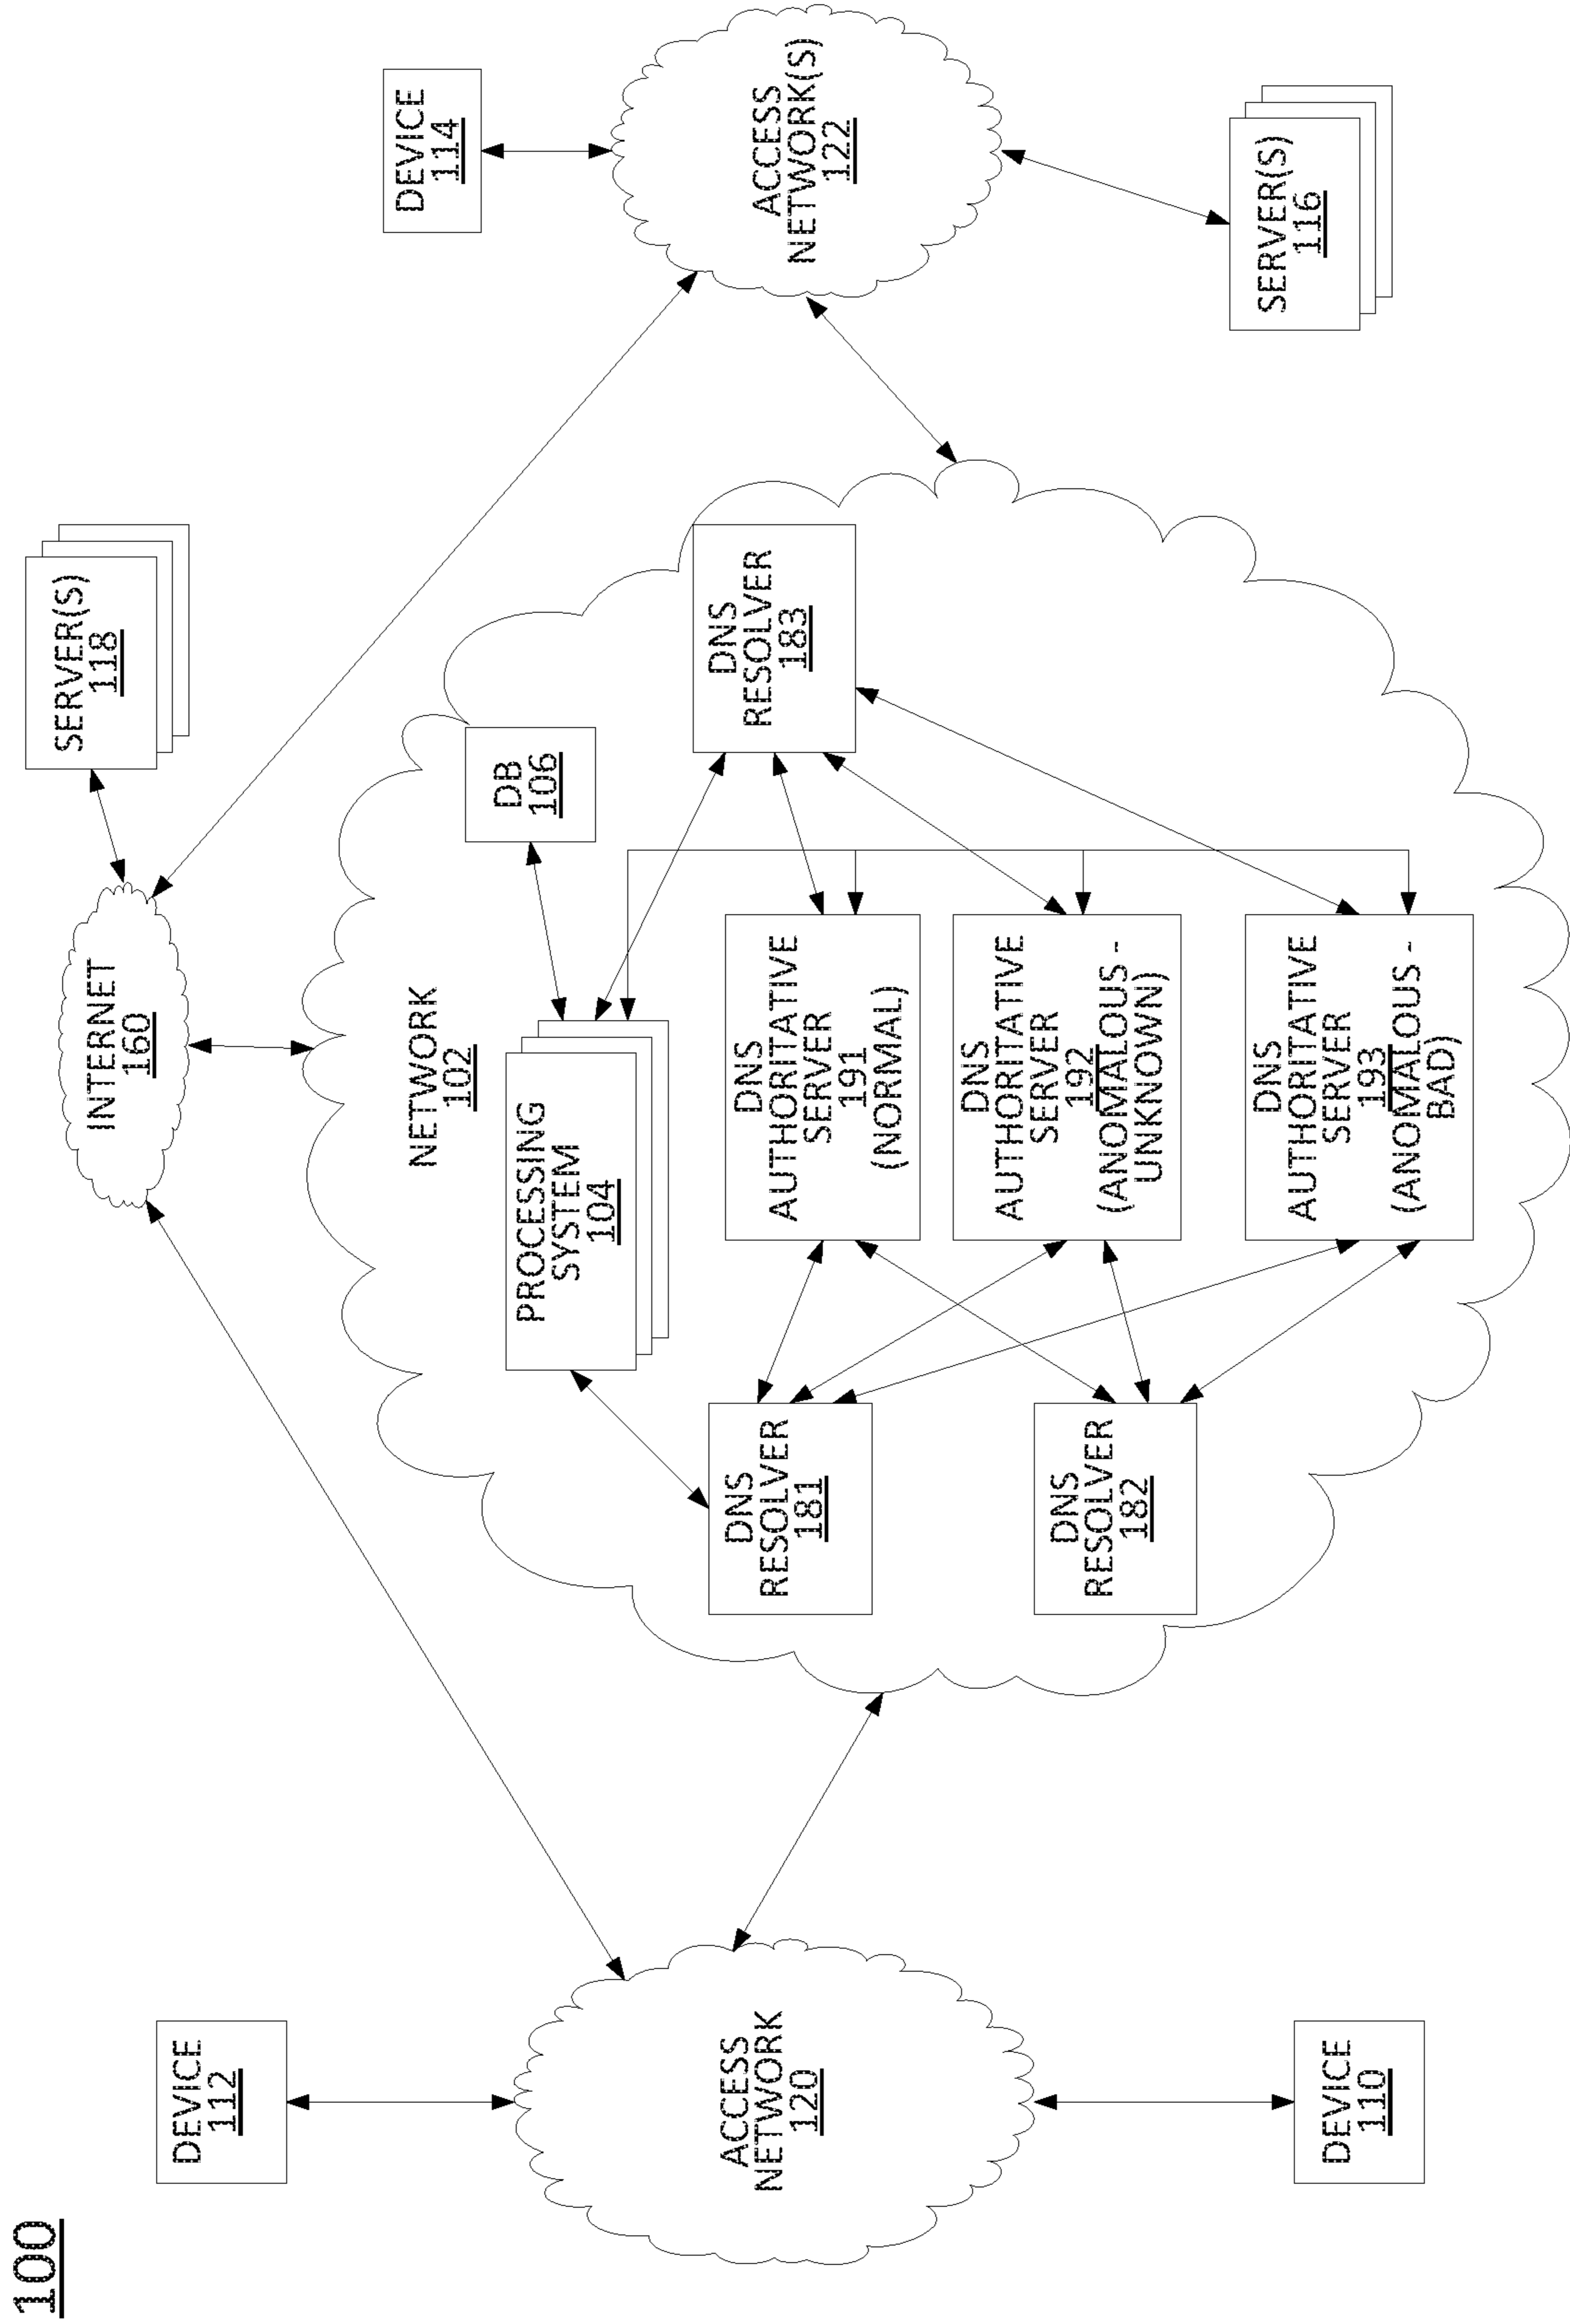 100
DEVICE
112
INTERNET
160
SERVER(S)
118
DEVICE
114
NETWORK
102
DB
106
PROCESSING
SYSTEM
104
ACCESS
NETWORK
120
DNS
RESOLVER
181
DNS
AUTHORITATIVE
SERVER
191
(NORMAL)
DNS
RESOLVER
183
ACCESS
NETWORK(S)
122
DNS
RESOLVER
182
DNS
AUTHORITATIVE
SERVER
192
(ANOMALOUS -
UNKNOWN)
DEVICE
110
DNS
AUTHORITATIVE
SERVER
193
(ANOMALOUS -
BAD)
SERVER(S)
116